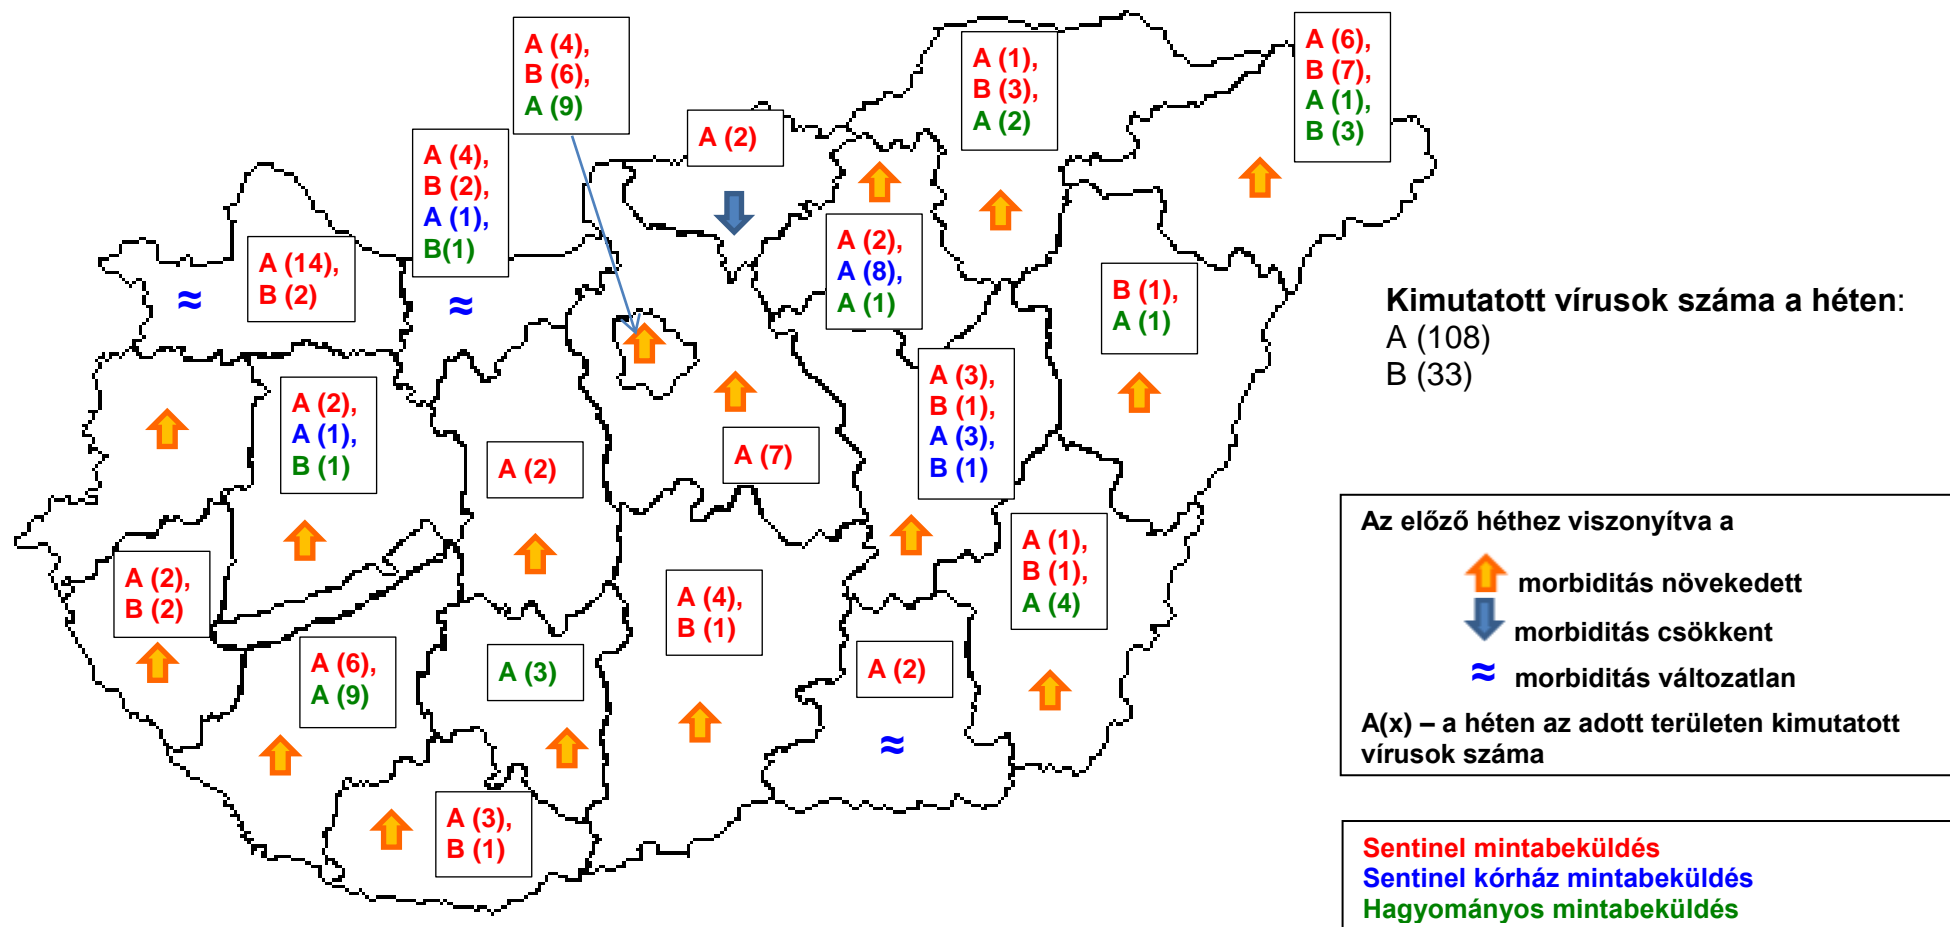 A (4),
B (6),
A (9)
A (1),
B (3),
A (2)
A (6),
B (7),
A (1),
B (3)
A (2)
A (4),
B (2),
A (1),
B(1)
A (14),
B (2)
≈
≈
A (2),
A (8),
A (1)
B (1),
A (1)
Kimutatott vírusok száma a héten:
A (108)
B (33)
A (2),
A (1),
B (1)
A (2)
A (7)
A (3),
B (1),
A (3),
B (1)
A (1),
B (1),
A (4)
A (2),
B (2)
A (4),
B (1)
A (6),
A (9)
A (3)
A (2)
≈
A (3),
B (1)
Az előző héthez viszonyítva a
morbiditás növekedett
morbiditás csökkent
≈ morbiditás változatlan
A(x) – a héten az adott területen kimutatott
vírusok száma
Sentinel mintabeküldés
Sentinel kórház mintabeküldés
Hagyományos mintabeküldés